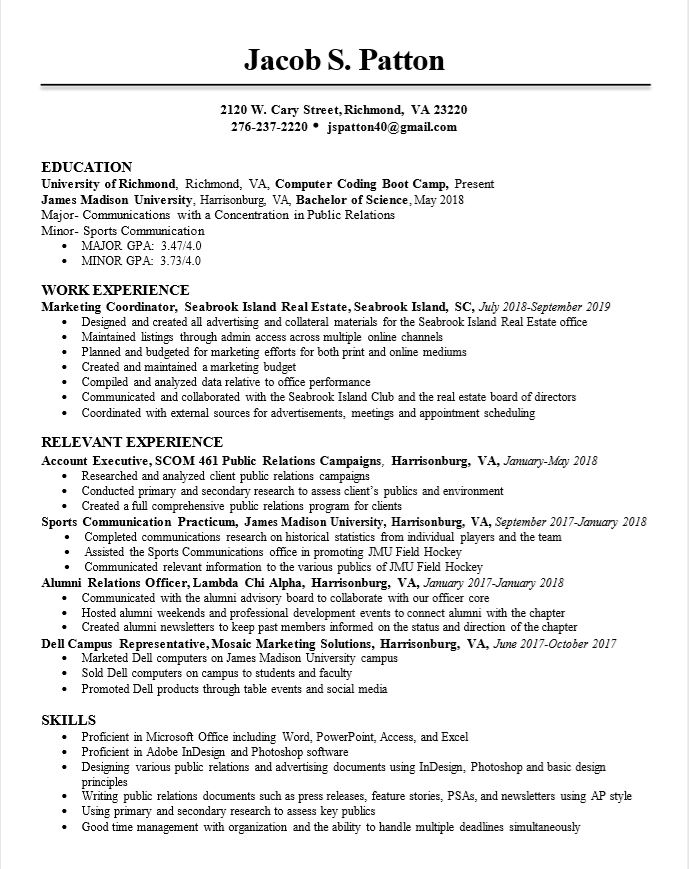 Jacob S. Patton
2120 W. Cary Street, Richmond, VA 23220
276-237-2220 • jspatton40@gmail.com
EDUCATION
University of Richmond, Richmond, VA, Computer Coding Boot Camp, Present
James Madison University, Harrisonburg, VA, Bachelor of Science, May 2018
Major- Communications with a Concentration in Public Relations
Minor- Sports Communication
• MAJOR GPA: 3.47/4.0
• MINOR GPA: 3.73/4.0
WORK EXPERIENCE
Marketing Coordinator, Seabrook Island Real Estate, Seabrook Island, SC, July 2018-September 2019
• Designed and created all advertising and collateral materials for the Seabrook Island Real Estate office
• Maintained listings through admin access across multiple online channels
• Planned and budgeted for marketing efforts for both print and online mediums
• Created and maintained a marketing budget
• Compiled and analyzed data relative to office performance
• Communicated and collaborated with the Seabrook Island Club and the real estate board of directors
• Coordinated with external sources for advertisements, meetings and appointment scheduling
RELEVANT EXPERIENCE
Account Executive, SCOM 461 Public Relations Campaigns, Harrisonburg, VA, January-May 2018
• Researched and analyzed client public relations campaigns
• Conducted primary and secondary research to assess client’s publics and environment
• Created a full comprehensive public relations program for clients
Sports Communication Practicum, James Madison University, Harrisonburg, VA, September 2017-January 2018
• Completed communications research on historical statistics from individual players and the team
• Assisted the Sports Communications office in promoting JMU Field Hockey
• Communicated relevant information to the various publics of JMU Field Hockey
Alumni Relations Officer, Lambda Chi Alpha, Harrisonburg, VA, January 2017-January 2018
• Communicated with the alumni advisory board to collaborate with our officer core
• Hosted alumni weekends and professional development events to connect alumni with the chapter
• Created alumni newsletters to keep past members informed on the status and direction of the chapter
Dell Campus Representative, Mosaic Marketing Solutions, Harrisonburg, VA, June 2017-October 2017
• Marketed Dell computers on James Madison University campus
• Sold Dell computers on campus to students and faculty
• Promoted Dell products through table events and social media
SKILLS
• Proficient in Microsoft Office including Word, PowerPoint, Access, and Excel
• Proficient in Adobe InDesign and Photoshop software
• Designing various public relations and advertising documents using InDesign, Photoshop and basic design
principles
• Writing public relations documents such as press releases, feature stories, PSAs, and newsletters using AP style
• Using primary and secondary research to assess key publics
• Good time management with organization and the ability to handle multiple deadlines simultaneously